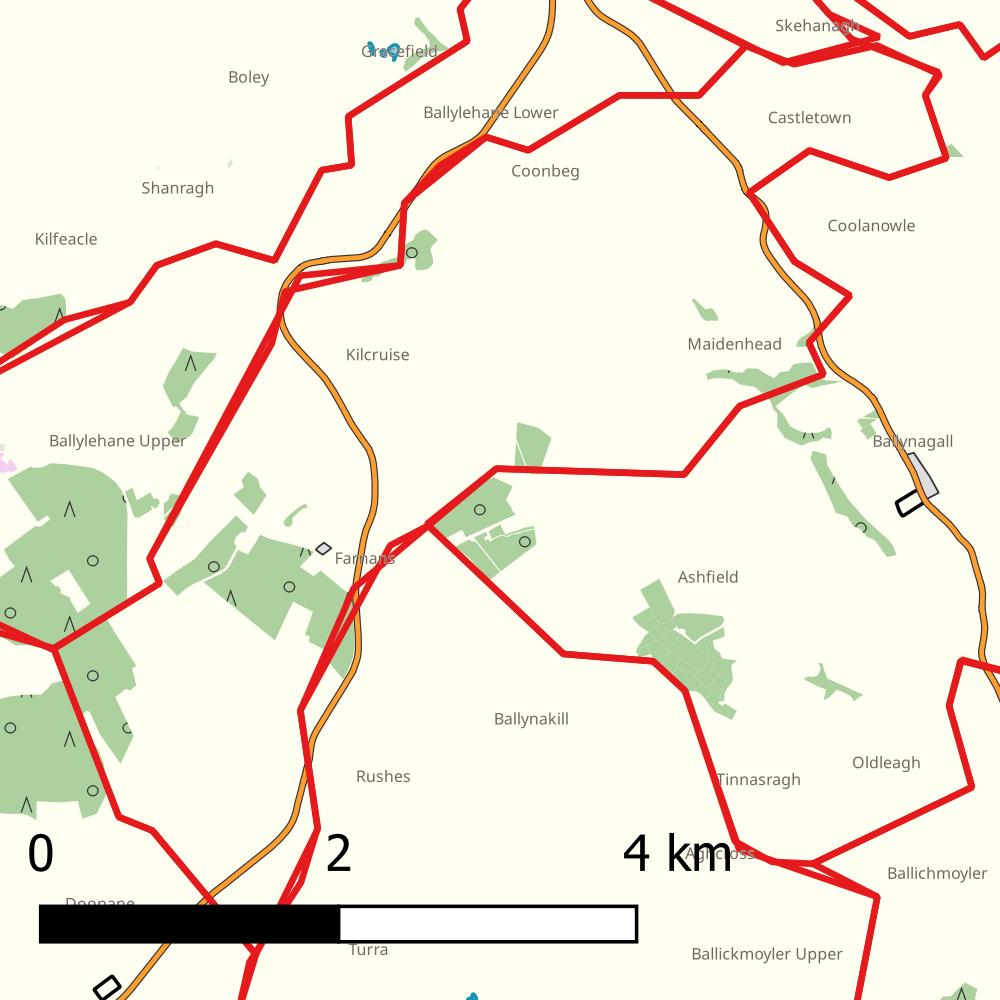 Skehanagh
Gracefield
Boley
Ballylehane Lower
Castletown
Coonbeg
Shanragh
Coolanowle
Kilfeacle
Maidenhead
Kilcruise
Ballylehane Upper
Ballynagall
Farnans
Ashfield
Ballynakill
Oldleagh
Rushes
Tinnasragh
0 2 4 km
Aghcross
Ballichmoyler
Doonane
Turra
Ballickmoyler Upper